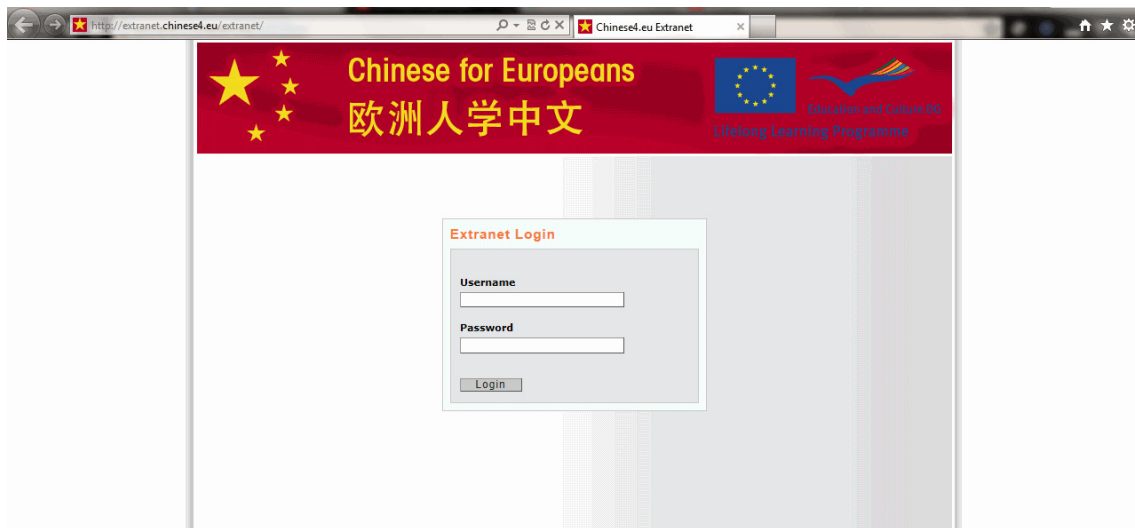 http://extranet.chinese4.eu/extranet/
Chinese4.eu Extranet
Chinese for Europeans
欧洲人学中文
Education and Culture DG
Lifelong Learning Programme
Extranet Login
Username
Password
Login